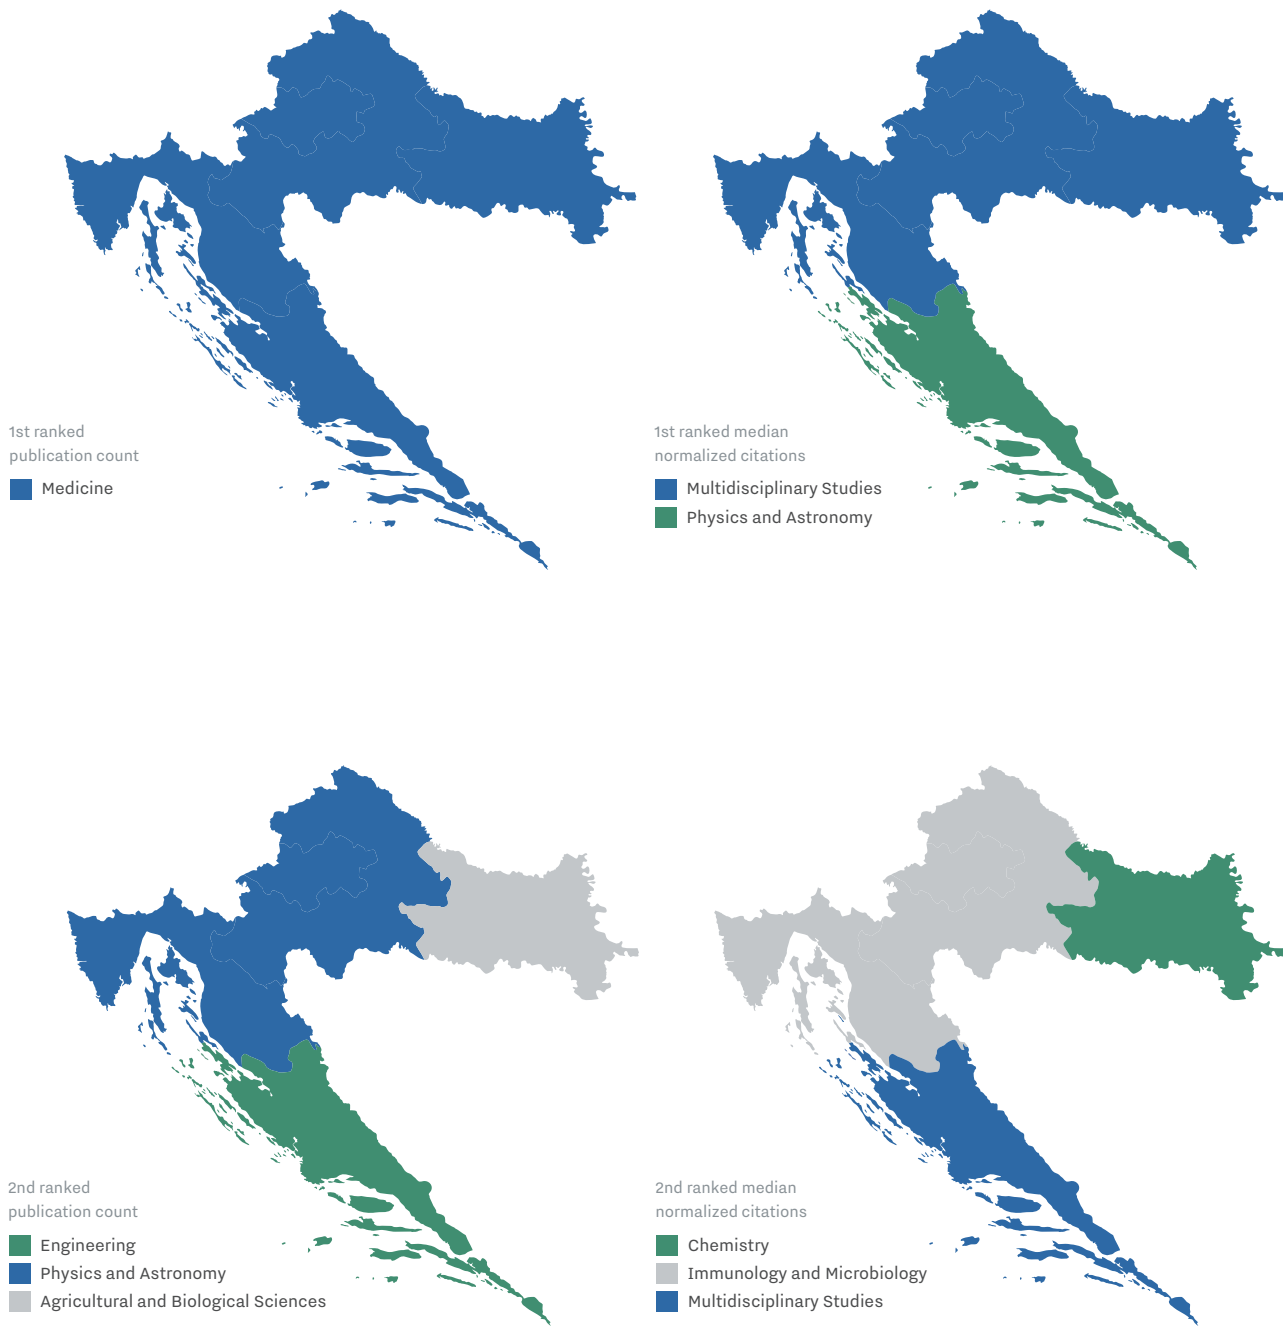 1st ranked
publication count
Medicine
1st ranked median
normalized citations
Multidisciplinary Studies
Physics and Astronomy
2nd ranked
publication count
Engineering
Physics and Astronomy
Agricultural and Biological Sciences
2nd ranked median
normalized citations
Chemistry
Immunology and Microbiology
Multidisciplinary Studies